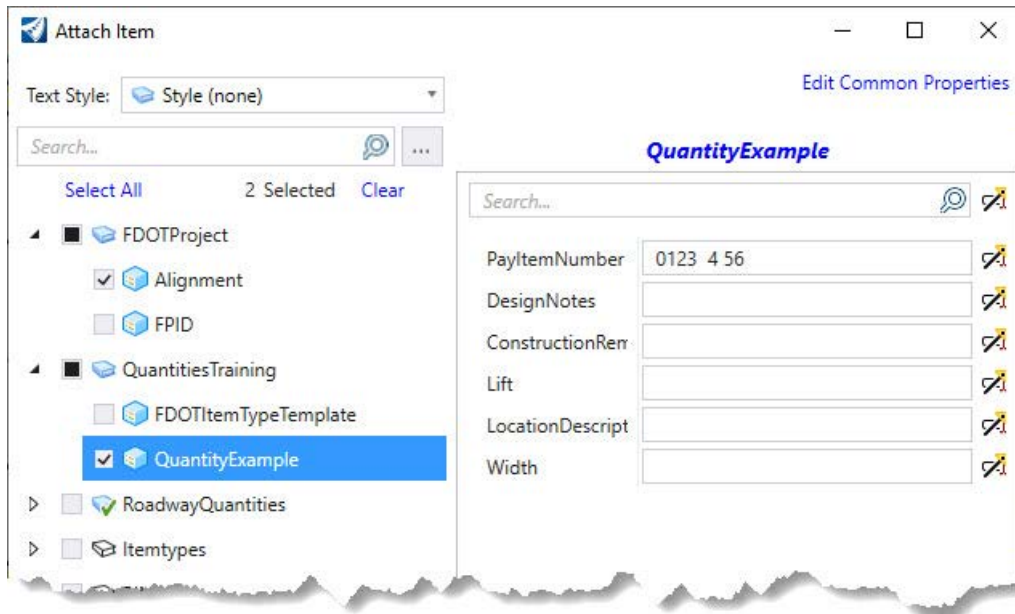 Attach Item
Edit Common Properties
Text Style: Style (none)
Search...
...
Select All 2 Selected Clear
FDOTProject
Alignment
FPID
QuantitiesTraining
FDOTItemTypeTemplate
QuantityExample
RoadwayQuantities
Itemtypes
QuantityExample
Search...
PayItemNumber 0123 4 56
DesignNotes
ConstructionRem
Lift
LocationDescript
Width